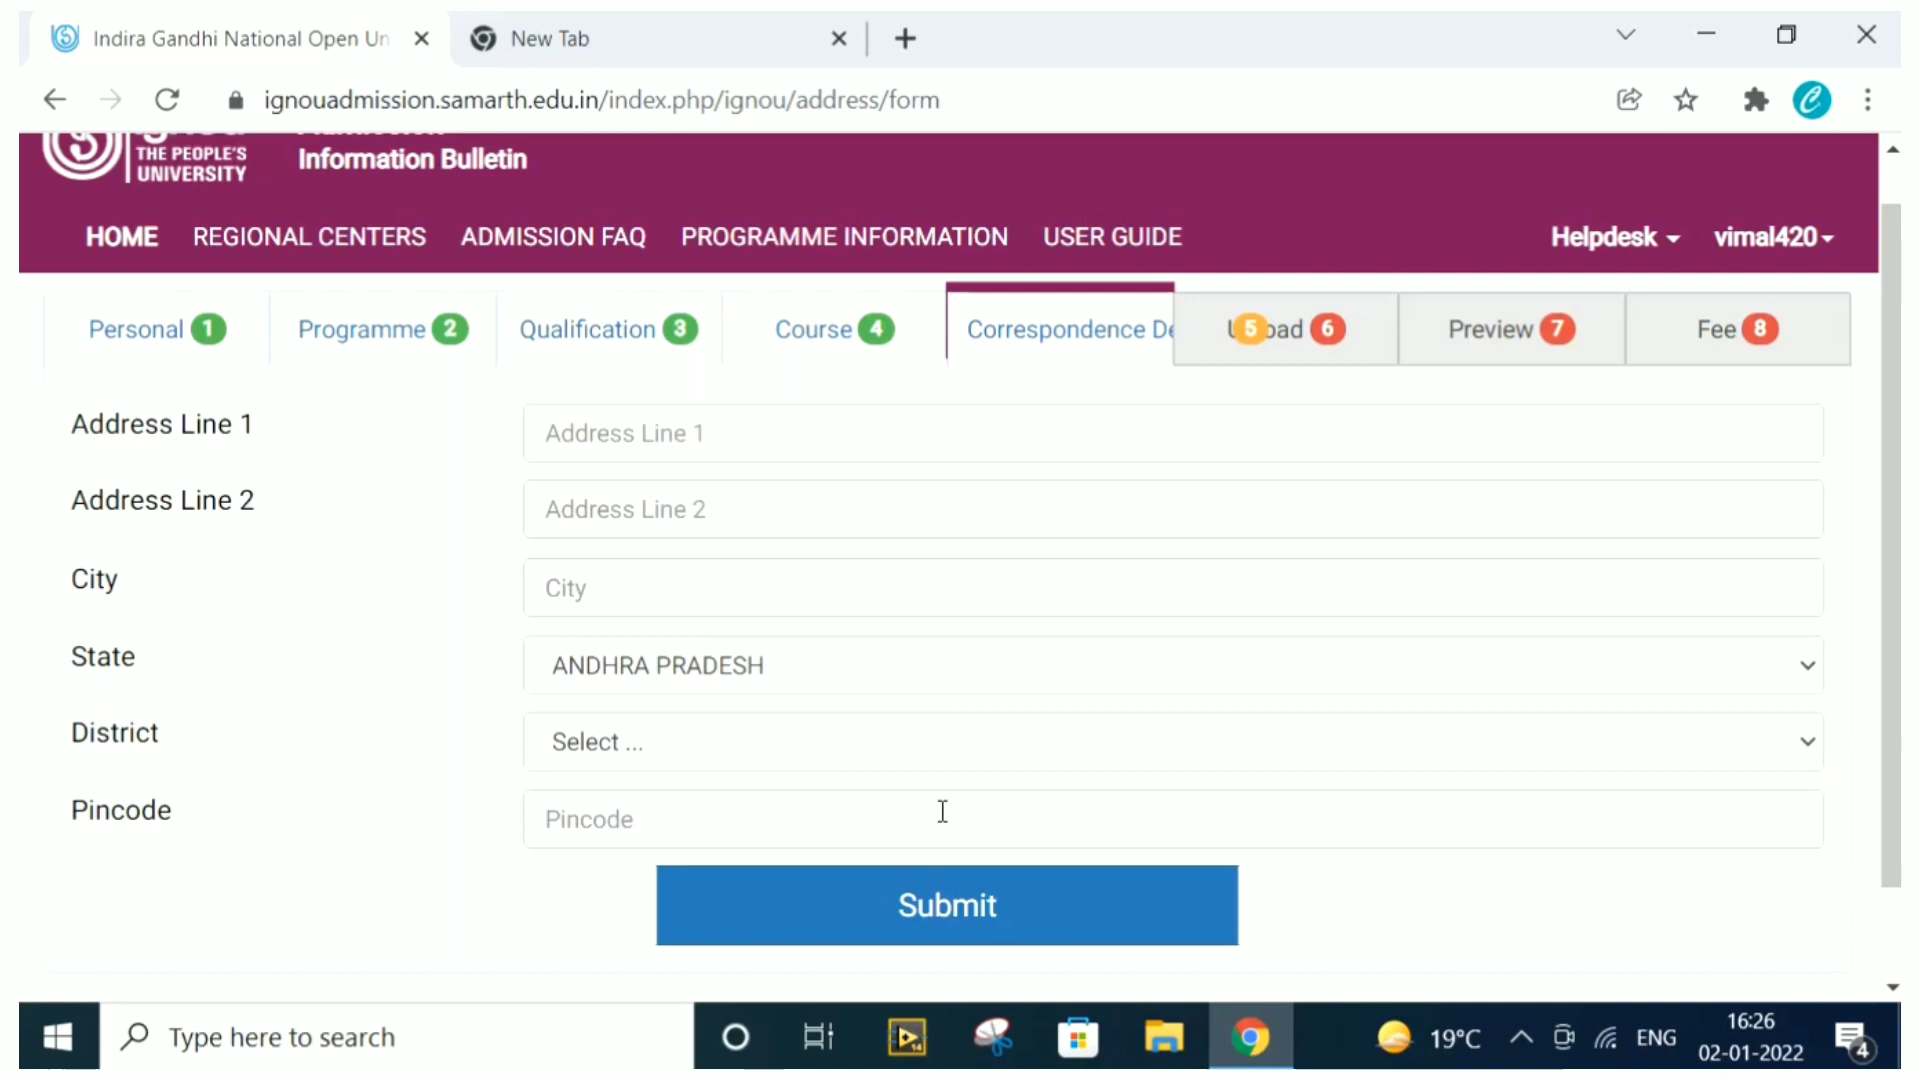 Indira Gandhi National Open Un
New Tab
ignouadmission.samarth.edu.in/index.php/ignou/address/form
THE PEOPLE'S
UNIVERSITY
Information Bulletin
HOME REGIONAL CENTERS ADMISSION FAQ PROGRAMME INFORMATION USER GUIDE Helpdesk vimal420
Personal 1 Programme 2 Qualification 3 Course 4 Correspondence De 5 ad 6 Preview 7 Fee 8
Address Line 1 Address Line 1
Address Line 2 Address Line 2
City City
State ANDHRA PRADESH
District Select ...
Pincode Pincode
Submit
Type here to search
19°C ENG
16:26
02-01-2022
4